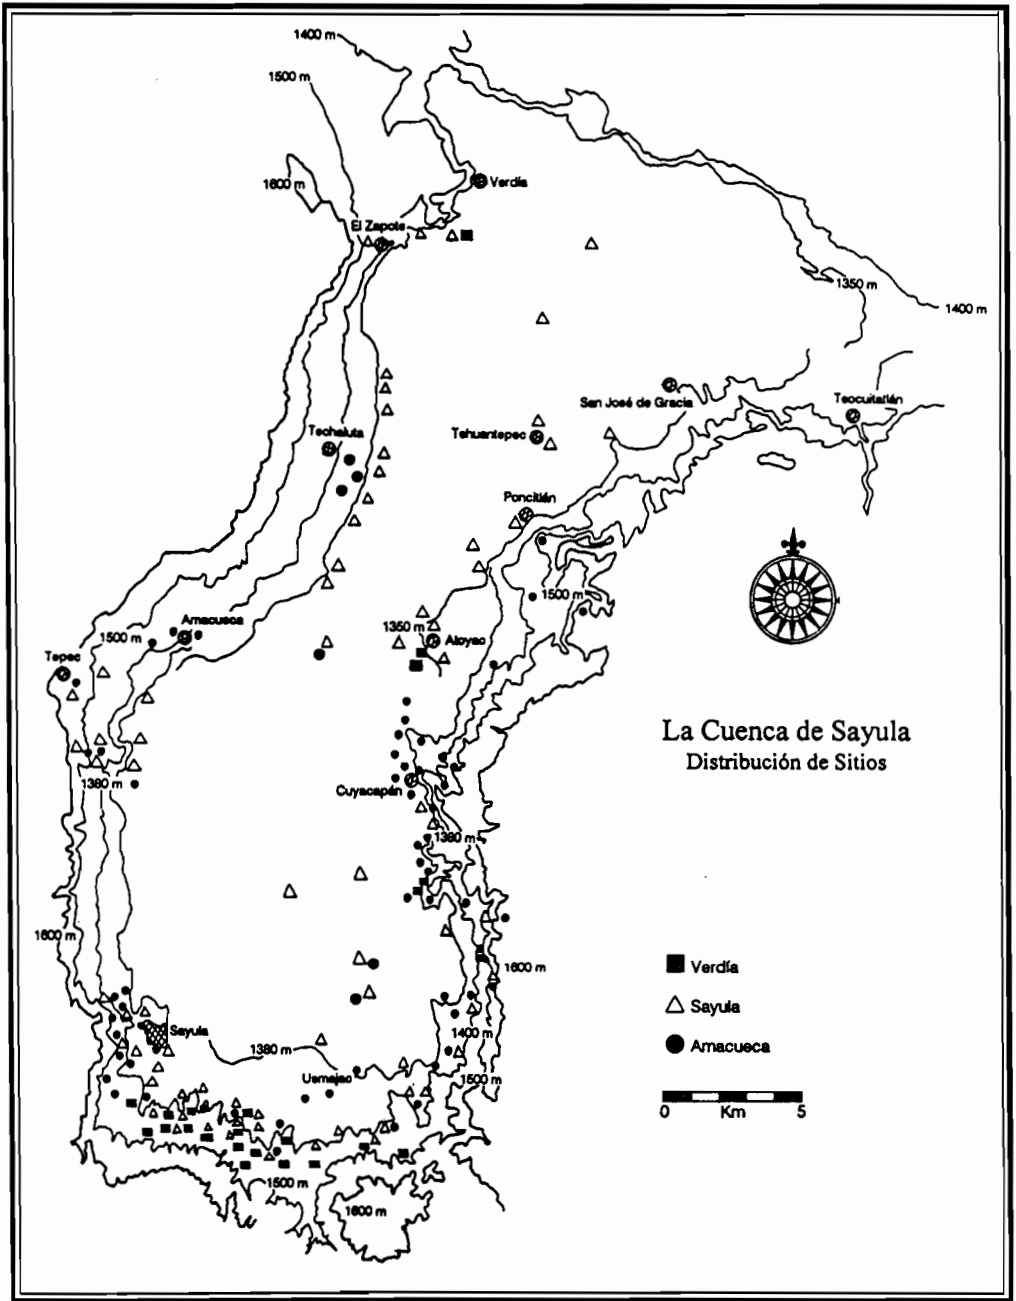 1400 m
1500 m
1600 m
Verdía
El Zapote
1350 m
1400 m
San José de Gracia
Teocuitatlán
Techaluta
Tehuantepec
Poncitlán
1500 m
Amacueca
1500 m
1350 m
Atoyac
Tepec
La Cuenca de Sayula
Distribución de Sitios
1380 m
Cuyacapán
1380 m
1600 m
1600 m
Verdía
Sayula
Amacueca
Sayula
1400 m
1380 m
Usmajac
1500 m
0 Km 5
1500 m
1600 m